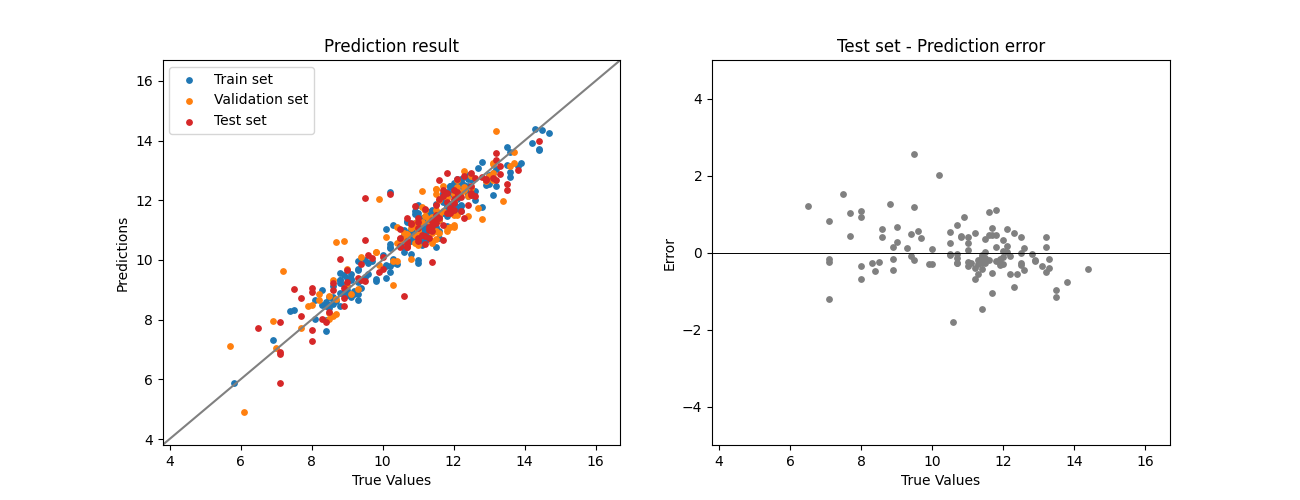 Prediction result
Train set
Validation set
Test set
16
14
12
10
8
6
4
Predictions
4 6 8 10 12 14 16
True Values
Test set - Prediction error
4
2
0
−2
−4
Error
4 6 8 10 12 14 16
True Values